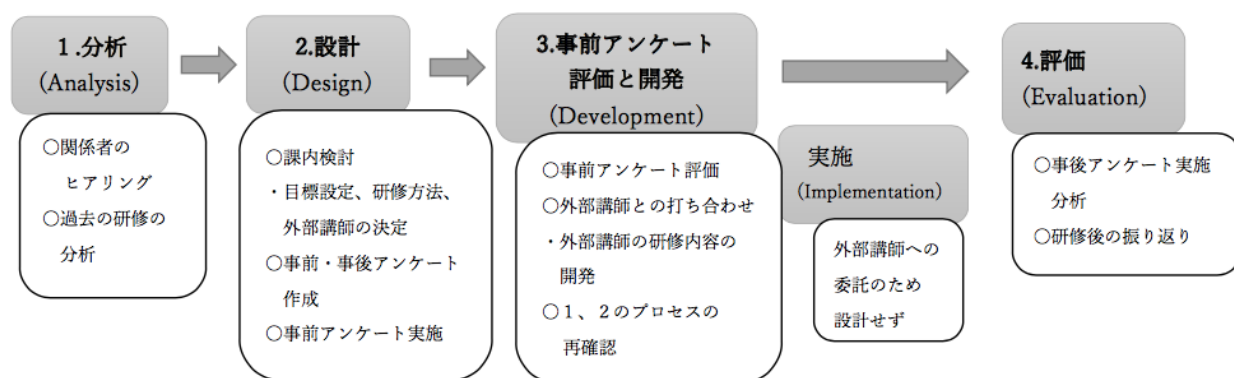 1.分析
(Analysis)
○関係者の
ヒアリング
○過去の研修の
分析
2.設計
(Design)
○課内検討
・目標設定、研修方法、
外部講師の決定
○事前・事後アンケート
作成
○事前アンケート実施
3.事前アンケート
評価と開発
(Development)
○事前アンケート評価
○外部講師との打ち合わせ
・外部講師の研修内容の
開発
○１、２のプロセスの
再確認
実施
(Implementation)
外部講師への
委託のため
設計せず
4.評価
(Evaluation)
○事後アンケート実施
分析
○研修後の振り返り